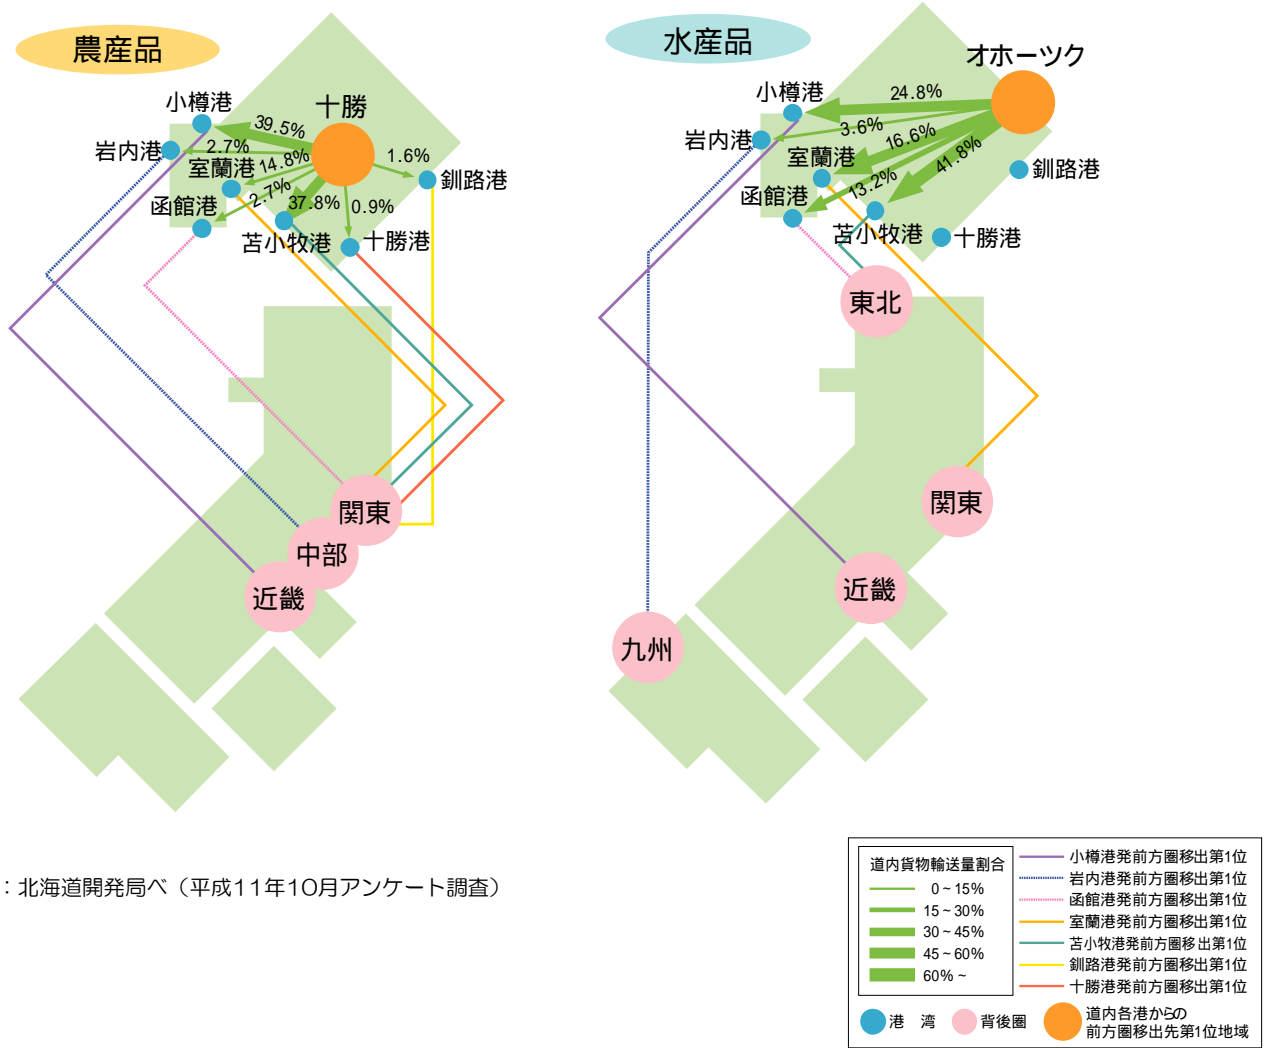 農産品
小樽港
十勝
39.5%
岩内港
2.7%
室蘭港
14.8%
1.6%
釧路港
函館港
2.7%
37.8%
0.9%
苫小牧港
十勝港
関東
中部
近畿
水産品
オホーツク
小樽港
24.8%
岩内港
3.6%
16.6%
室蘭港
41.8%
釧路港
函館港
13.2%
苫小牧港
十勝港
東北
関東
近畿
九州
：北海道開発局べ（平成11年10月アンケート調査）
道内貨物輸送量割合
0~15%
15~30%
30~45%
45~60%
60%~
小樽港発前方圏移出第1位
岩内港発前方圏移出第1位
函館港発前方圏移出第1位
室蘭港発前方圏移出第1位
苫小牧港発前方圏移出第1位
釧路港発前方圏移出第1位
十勝港発前方圏移出第1位
港　湾
背後圏
道内各港からの
前方圏移出先第1位地域